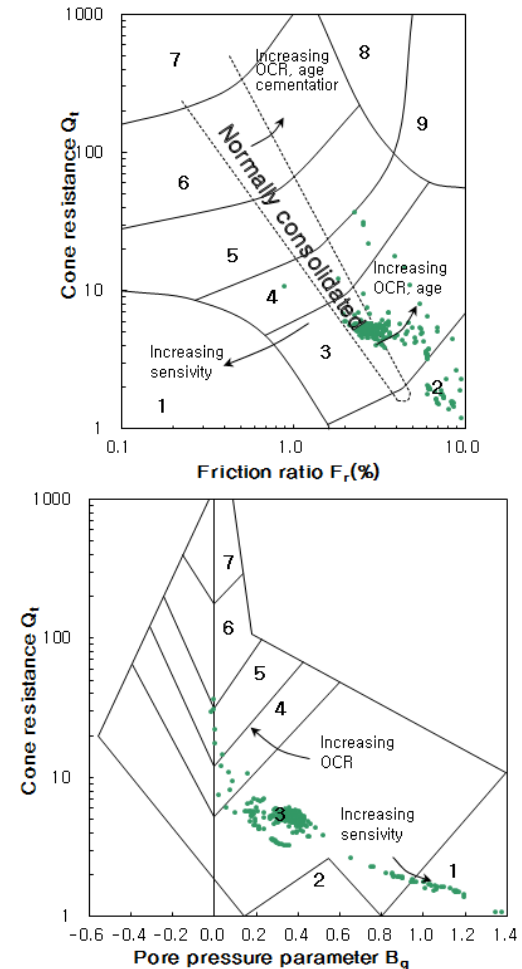 1000
100
10
1
Cone resistance Qt
7
8
9
6
5
4
3
2
1
Increasing
OCR, age
cementatior
Normally consolidated
Increasing
OCR, age
Increasing
sensivity
0.1
1.0
10.0
Friction ratio Fr(%)
1000
100
10
1
Cone resistance Qt
7
6
5
4
3
2
1
Increasing
OCR
Increasing
sensivity
-0.6 -0.4 -0.2 0.0 0.2 0.4 0.6 0.8 1.0 1.2 1.4
Pore pressure parameter Bq